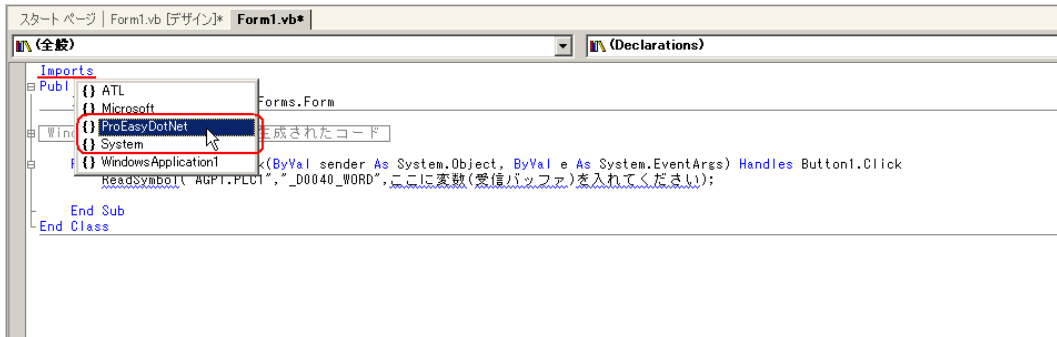 スタート ページ | Form1.vb [デザイン]* Form1.vb*
(全般) (Declarations)
Imports
Publ
{} ATL
{} Microsoft
Forms.Form
{} ProEasyDotNet
Wind 成されたコード
{} System
{} WindowsApplication1
k(ByVal sender As System.Object, ByVal e As System.EventArgs) Handles Button1.Click
ReadSymbol("AGP1.PLC1","_D0040_WORD",ここに変数(受信バッファ)を入れてください);
End Sub
End Class